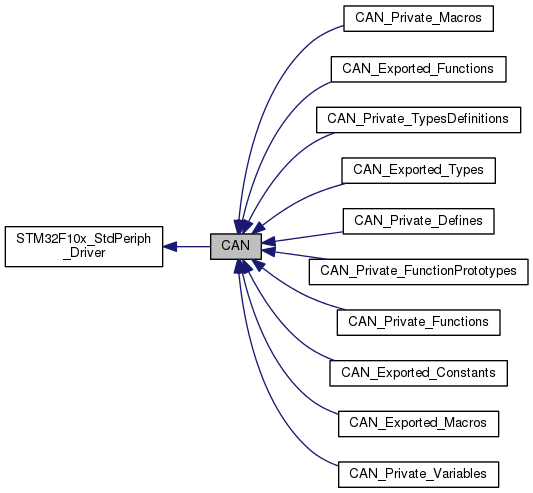 CAN_Private_Macros
CAN_Exported_Functions
CAN_Private_TypesDefinitions
CAN_Exported_Types
CAN_Private_Defines
STM32F10x_StdPeriph
_Driver
CAN
CAN_Private_FunctionPrototypes
CAN_Private_Functions
CAN_Exported_Constants
CAN_Exported_Macros
CAN_Private_Variables